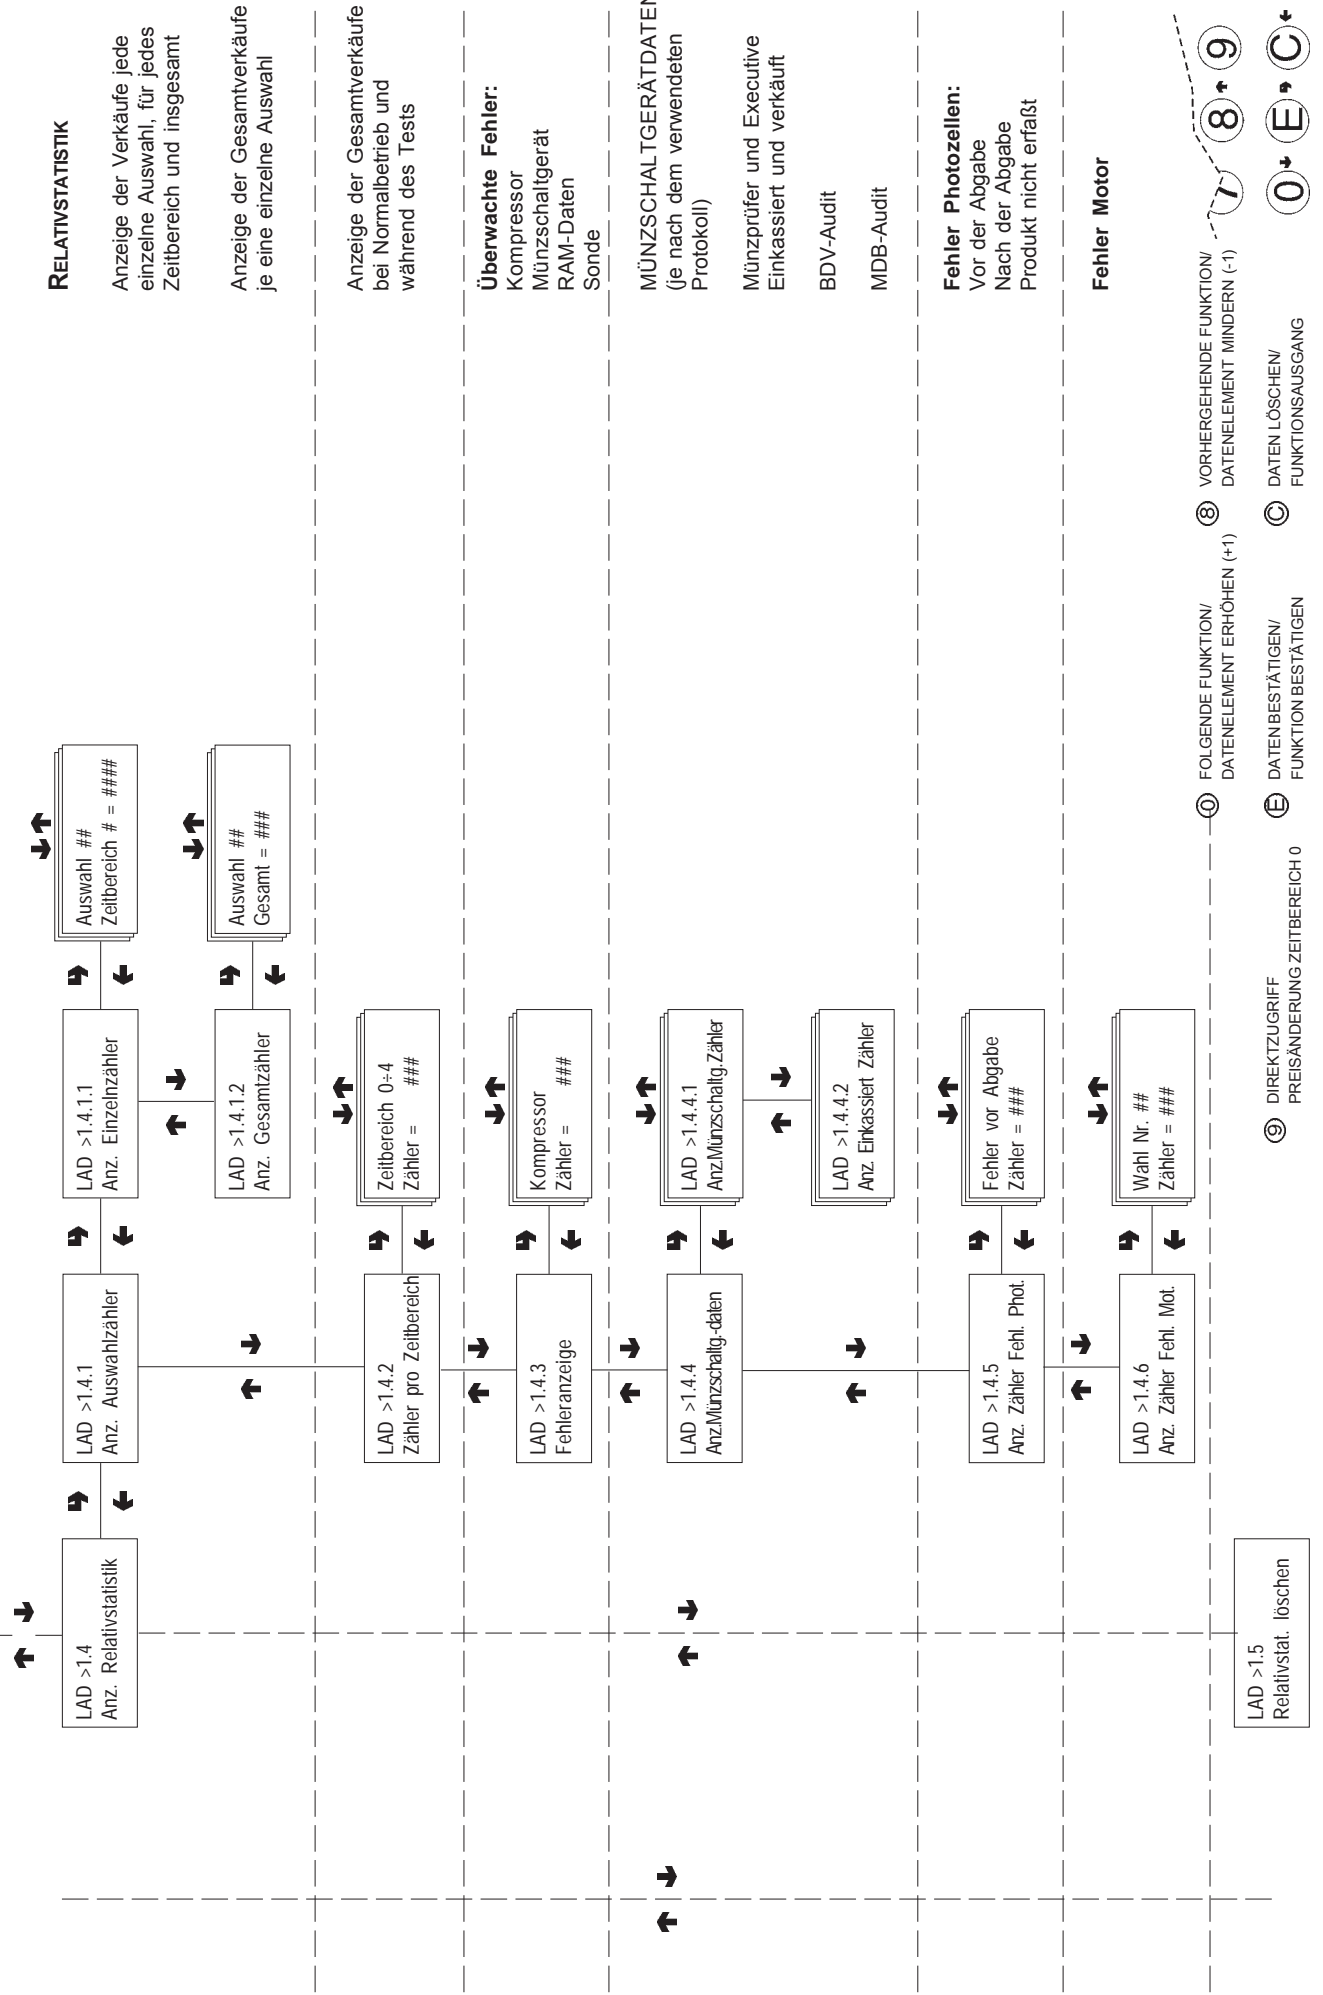 RELATIVSTATISTIK
LAD >1.4
Anz. Relativstatistik
LAD >1.4.1
Anz. Auswahlzähler
LAD >1.4.1.1
Anz. Einzelnzähler
Auswahl ##
Zeitbereich # = ####
Anzeige der Verkäufe jede
einzelne Auswahl, für jedes
Zeitbereich und insgesamt
LAD >1.4.1.2
Anz. Gesamtzähler
Auswahl ##
Gesamt = ###
Anzeige der Gesamtverkäufe
je eine einzelne Auswahl
LAD >1.4.2
Zähler pro Zeitbereich
Zeitbereich 0÷4
Zähler = ###
Anzeige der Gesamtverkäufe
bei Normalbetrieb und
während des Tests
LAD >1.4.3
Fehleranzeige
Kompressor
Zähler = ###
Überwachte Fehler:
Kompressor
Münzschaltgerät
RAM-Daten
Sonde
LAD >1.4.4
Anz.Münzschaltg.-daten
LAD >1.4.4.1
Anz.Münzschaltg.Zähler
MÜNZSCHALTGERÄTDATEN
(je nach dem verwendeten
Protokoll)
LAD >1.4.4.2
Anz. Einkassiert Zähler
Münzprüfer und Executive
Einkassiert und verkäuft
BDV-Audit
MDB-Audit
LAD >1.4.5
Anz. Zähler Fehl. Phot.
Fehler vor Abgabe
Zähler = ###
Fehler Photozellen:
Vor der Abgabe
Nach der Abgabe
Produkt nicht erfaßt
LAD >1.4.6
Anz. Zähler Fehl. Mot.
Wahl Nr. ##
Zähler = ###
Fehler Motor
LAD >1.5
Relativstat. löschen
9 DIREKTZUGRIFF
PREISÄNDERUNG ZEITBEREICH 0
0 FOLGENDE FUNKTION/
DATENELEMENT ERHÖHEN (+1)
8 VORHERGEHENDE FUNKTION/
DATENELEMENT MINDERN (-1)
E DATEN BESTÄTIGEN/
FUNKTION BESTÄTIGEN
C DATEN LÖSCHEN/
FUNKTIONSAUSGANG
7 8 9
0 E C